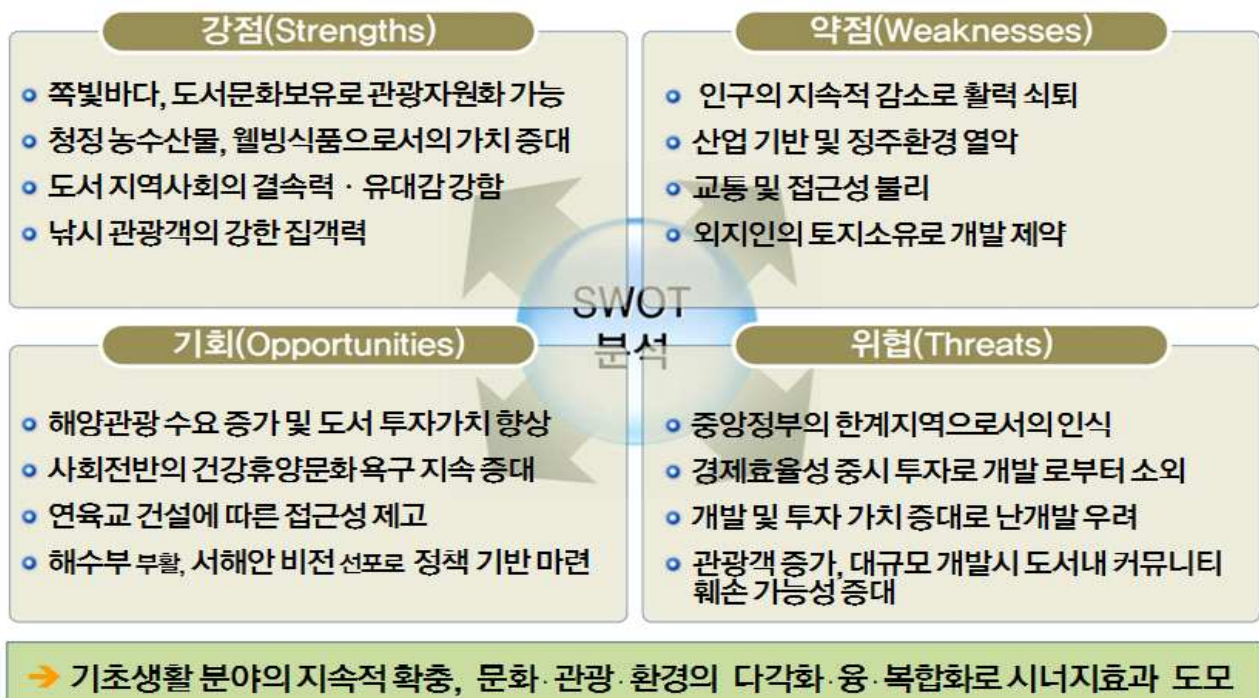 강점(Strengths)
쪽빛바다, 도서문화보유로 관광자원화 가능
청정 농수산물, 웰빙식품으로서의 가치 증대
도서 지역사회의 결속력 · 유대감 강함
낚시 관광객의 강한 집객력
약점(Weaknesses)
인구의 지속적 감소로 활력 쇠퇴
산업 기반 및 정주환경 열악
교통 및 접근성 불리
외지인의 토지소유로 개발 제약
SWOT
분석
기회(Opportunities)
해양관광 수요 증가 및 도서 투자가치 향상
사회전반의 건강휴양문화 욕구 지속 증대
연육교 건설에 따른 접근성 제고
해수부 부활, 서해안 비전 선포로 정책 기반 마련
위협(Threats)
중앙정부의 한계지역으로서의 인식
경제효율성 중시 투자로 개발 로부터 소외
개발 및 투자 가치 증대로 난개발 우려
관광객 증가, 대규모 개발시 도서내 커뮤니티
훼손 가능성 증대
➔ 기초생활 분야의 지속적 확충, 문화·관광·환경의 다각화·융·복합화로 시너지효과 도모